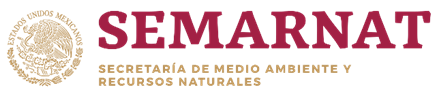 ESTADOS UNIDOS MEXICANOS
SEMARNAT
SECRETARÍA DE MEDIO AMBIENTE Y
RECURSOS NATURALES